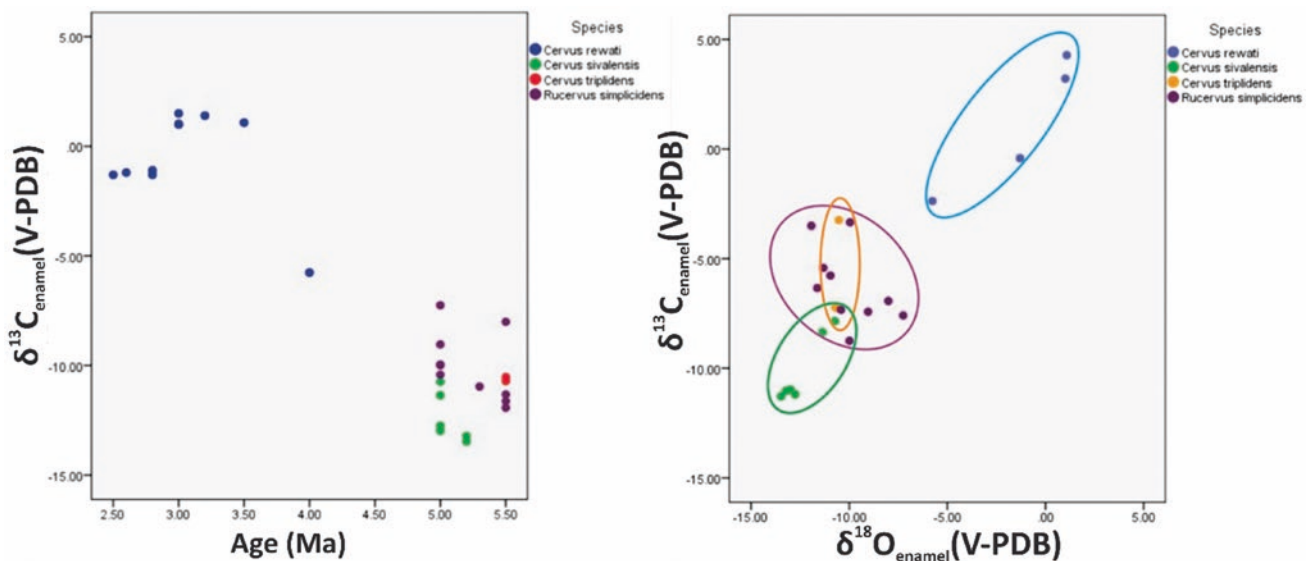 Species
Cervus rewati
Cervus sivalensis
Cervus triplidens
Rucervus simplicidens
5.00
.00
-5.00
-10.00
-15.00
δ¹³Cenamel(V-PDB)
2.50 3.00 3.50 4.00 4.50 5.00 5.50
Age (Ma)
Species
Cervus rewati
Cervus sivalensis
Cervus triplidens
Rucervus simplicidens
5.00
.00
-5.00
-10.00
-15.00
δ¹³Cenamel(V-PDB)
-15.00 -10.00 -5.00 .00 5.00
δ¹⁸Oenamel(V-PDB)